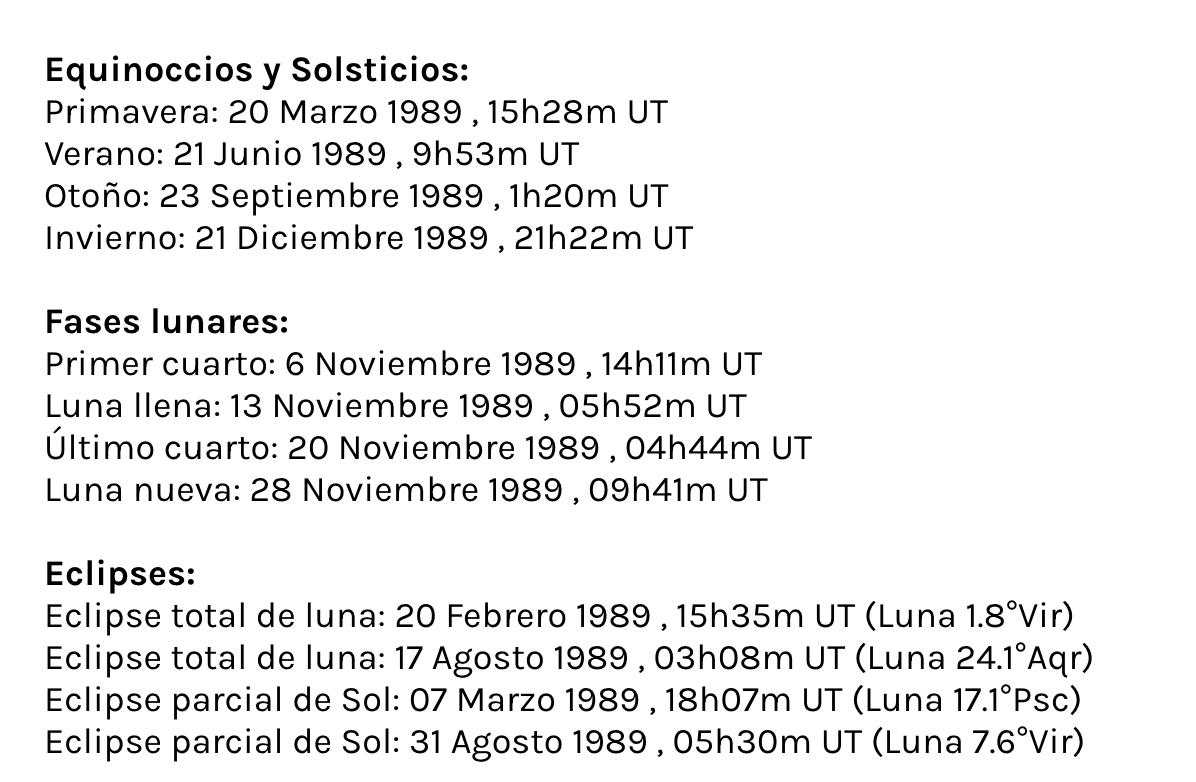 Equinoccios y Solsticios:
Primavera: 20 Marzo 1989 , 15h28m UT
Verano: 21 Junio 1989 , 9h53m UT
Otoño: 23 Septiembre 1989 , 1h20m UT
Invierno: 21 Diciembre 1989 , 21h22m UT
Fases lunares:
Primer cuarto: 6 Noviembre 1989 , 14h11m UT
Luna llena: 13 Noviembre 1989 , 05h52m UT
Último cuarto: 20 Noviembre 1989 , 04h44m UT
Luna nueva: 28 Noviembre 1989 , 09h41m UT
Eclipses:
Eclipse total de luna: 20 Febrero 1989 , 15h35m UT (Luna 1.8°Vir)
Eclipse total de luna: 17 Agosto 1989 , 03h08m UT (Luna 24.1°Aqr)
Eclipse parcial de Sol: 07 Marzo 1989 , 18h07m UT (Luna 17.1°Psc)
Eclipse parcial de Sol: 31 Agosto 1989 , 05h30m UT (Luna 7.6°Vir)